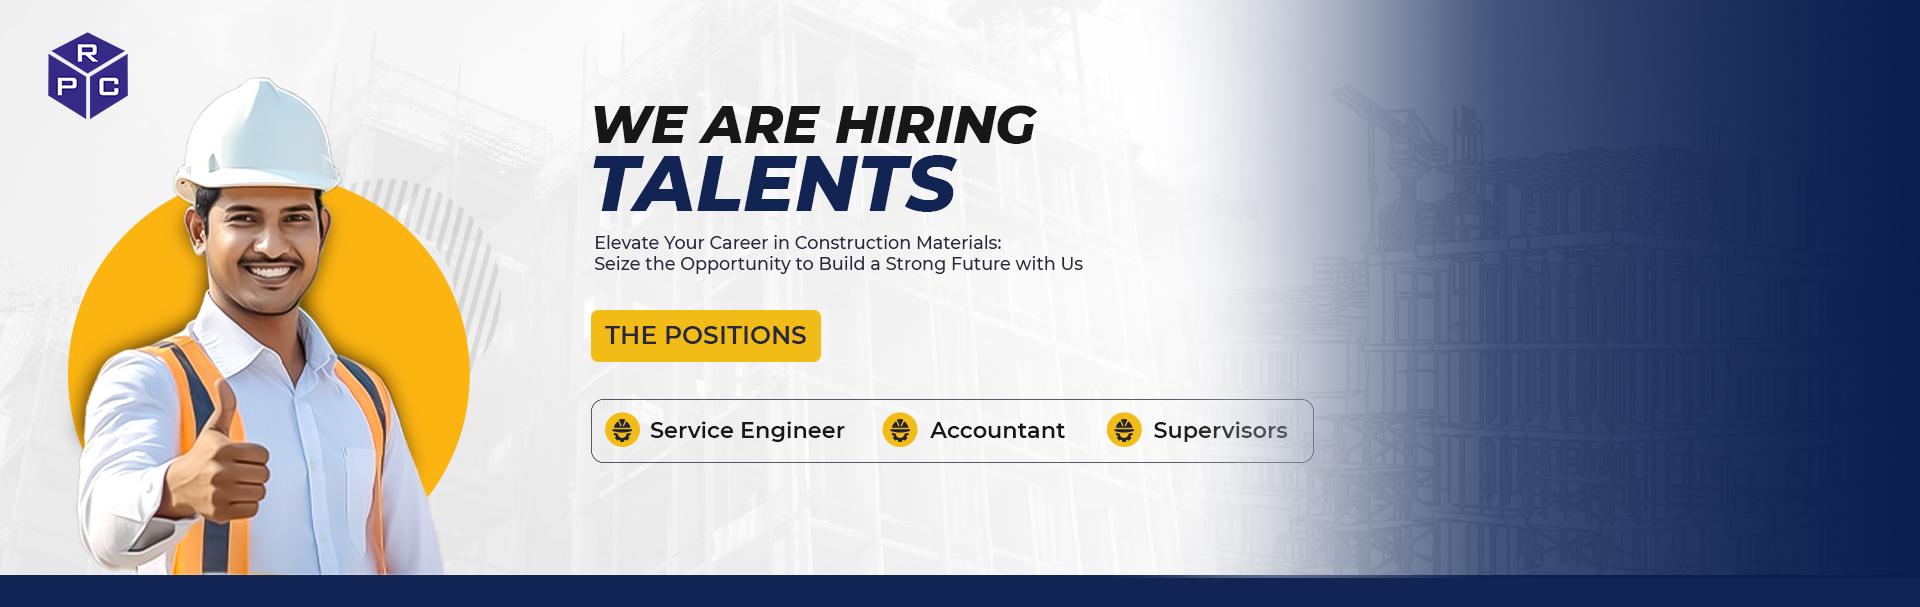 R
P C
WE ARE HIRING
TALENTS
Elevate Your Career in Construction Materials:
Seize the Opportunity to Build a Strong Future with Us
THE POSITIONS
Service Engineer Accountant Supervisors